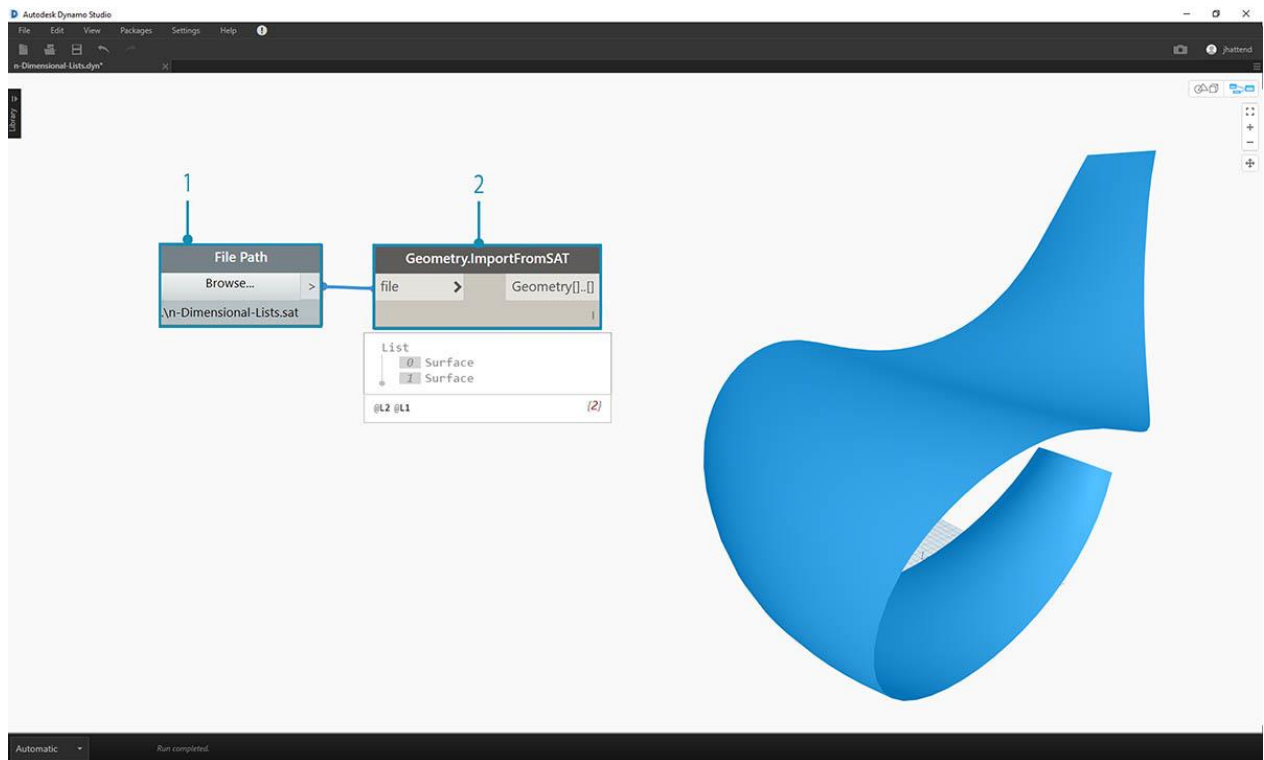 Autodesk Dynamo Studio
File Edit View Packages Settings Help
jhattend
n-Dimensional-Lists.dyn*
Library
1
2
File Path
Browse... >
.\n-Dimensional-Lists.sat
Geometry.ImportFromSAT
file Geometry[]..[]
List
0 Surface
1 Surface
@L2 @L1 {2}
Automatic
Run completed.